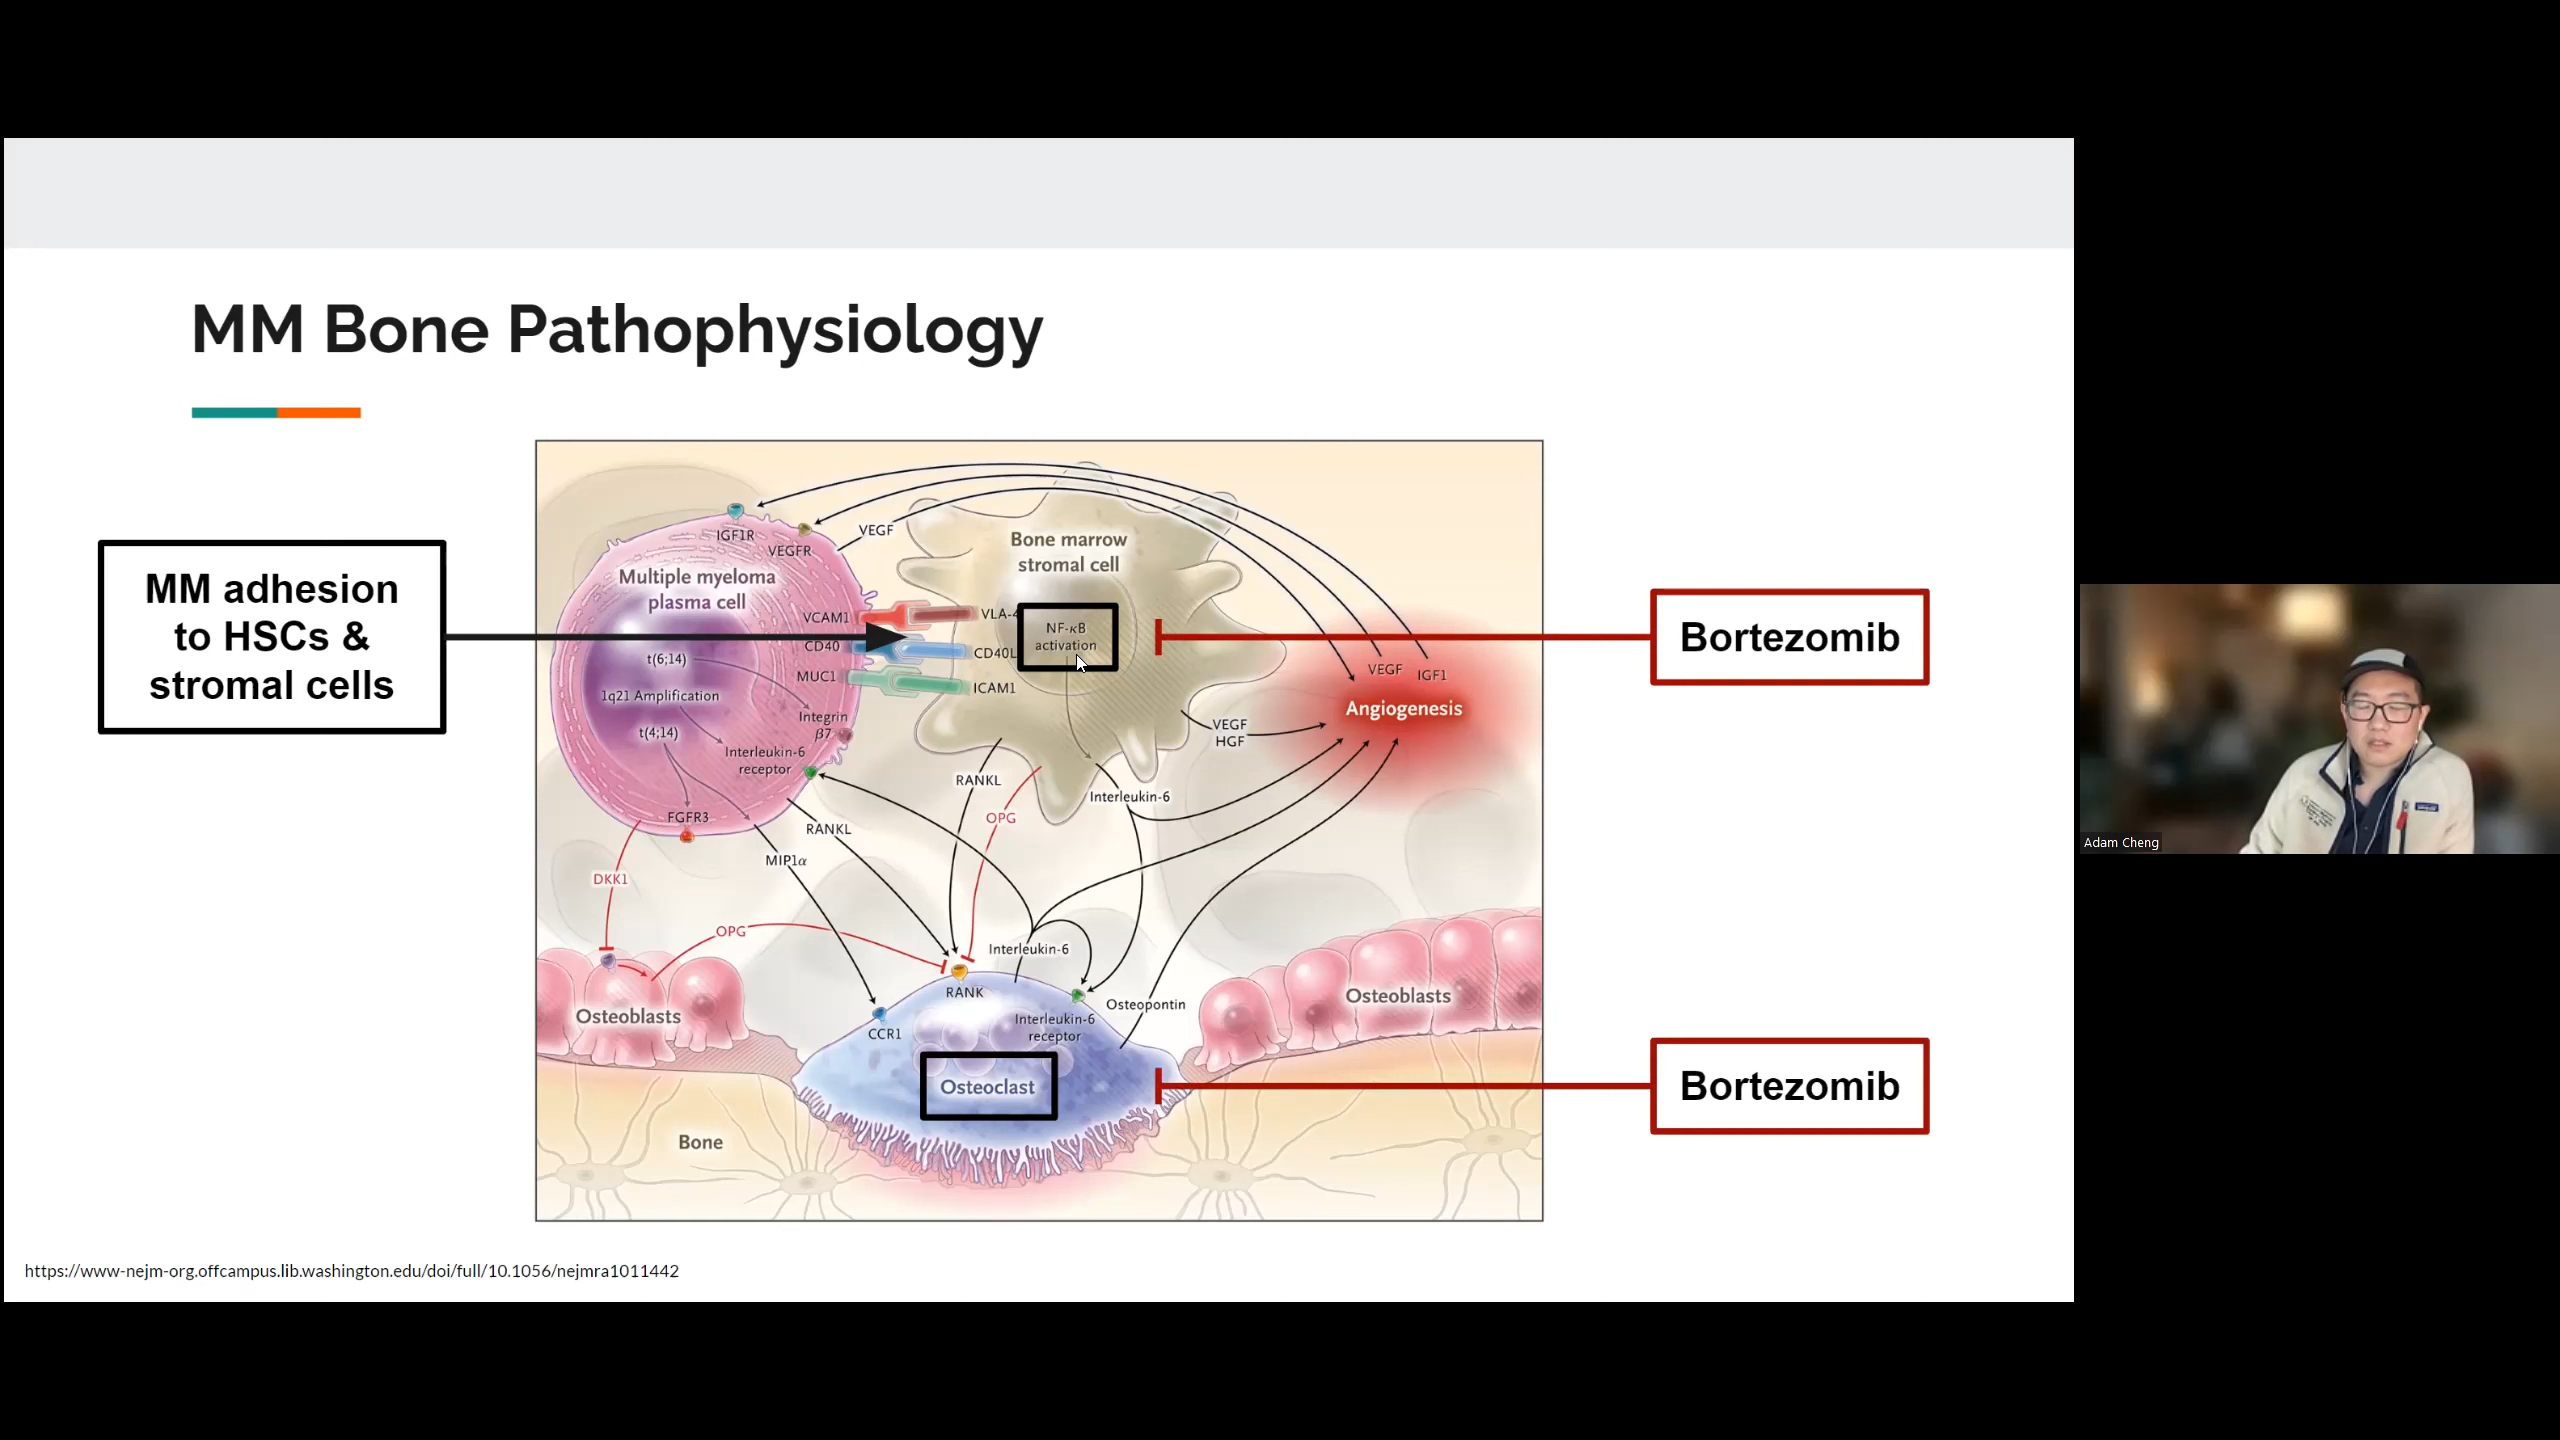 MM Bone Pathophysiology
MM adhesion
to HSCs &
stromal cells
IGF1R
VEGFR
VEGF
Bone marrow
stromal cell
Multiple myeloma
plasma cell
VCAM1
VLA-4
NF-κB
activation
CD40
CD40L
MUC1
ICAM1
t(6;14)
1q21 Amplification
t(4;14)
Integrin
β7
Interleukin-6
receptor
FGFR3
Bortezomib
VEGF
IGF1
Angiogenesis
VEGF
HGF
RANKL
OPG
Interleukin-6
RANKL
MIP1α
DKK1
OPG
Interleukin-6
RANK
Osteopontin
Interleukin-6
receptor
CCR1
Osteoblasts
Osteoblasts
Osteoclast
Bortezomib
Bone
https://www-nejm-org.offcampus.lib.washington.edu/doi/full/10.1056/nejmra1011442
Adam Cheng